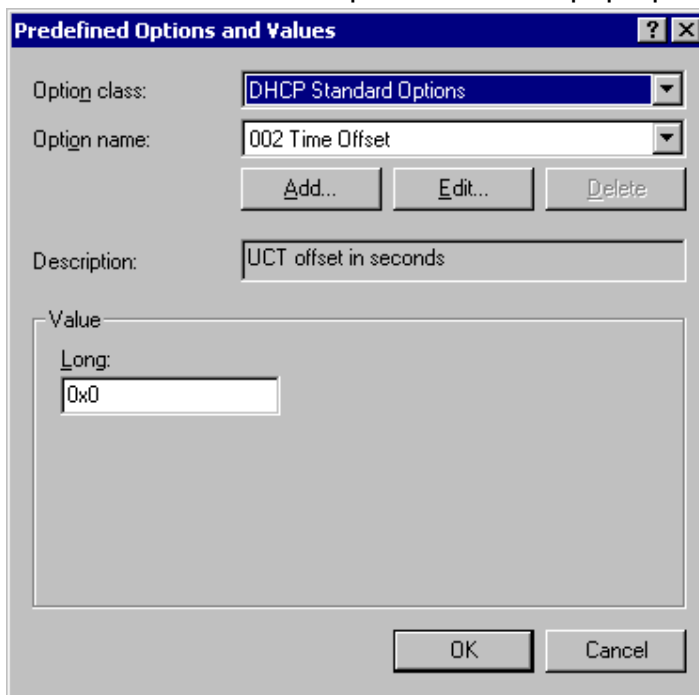 Predefined Options and Values
Option class: DHCP Standard Options
Option name: 002 Time Offset
Add... Edit... Delete
Description: UCT offset in seconds
Value
Long:
0x0
OK Cancel